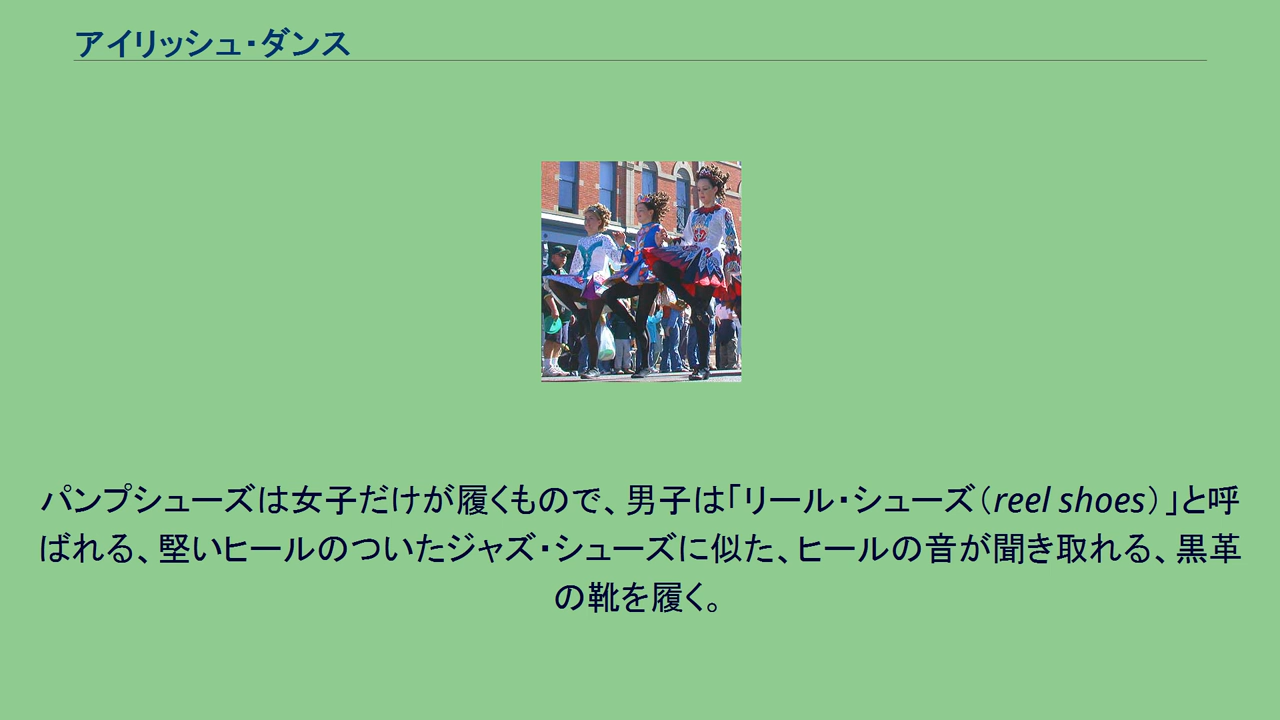 アイリッシュ・ダンス
パンプシューズは女子だけが履くもので、男子は「リール・シューズ（reel shoes）」と呼
ばれる、堅いヒールのついたジャズ・シューズに似た、ヒールの音が聞き取れる、黒革
の靴を履く。